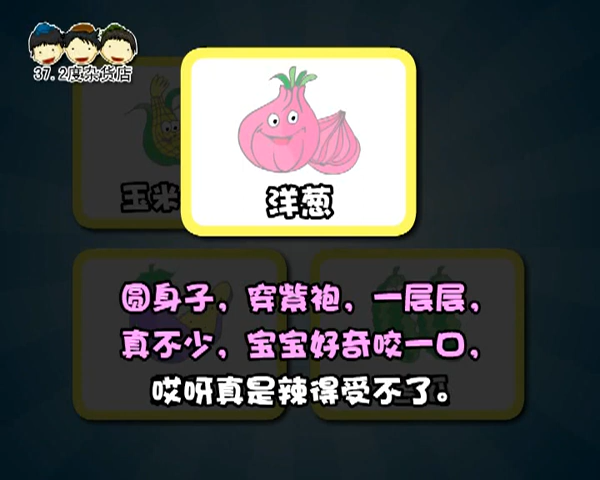 37.2度杂货店
洋葱
玉米
圆身子，穿紫袍，一层层，
真不少，宝宝好奇咬一口，
哎呀真是辣得受不了。